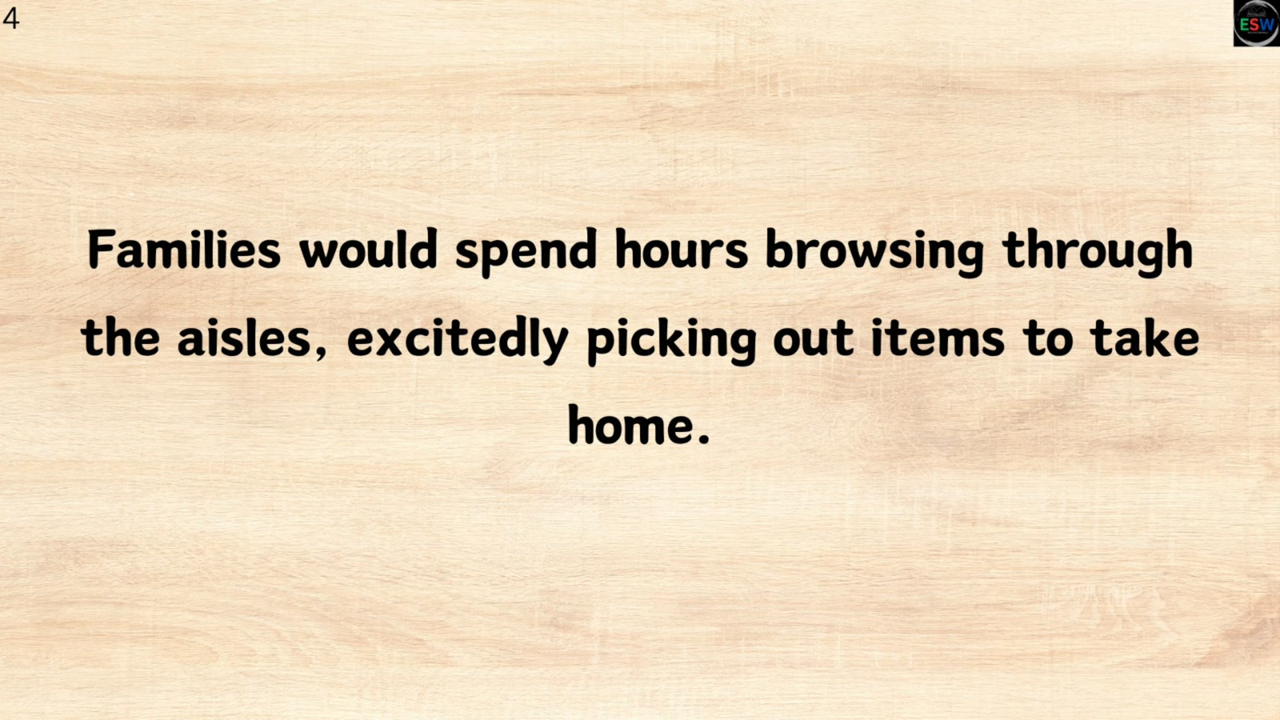 4
ESW
Families would spend hours browsing through
the aisles, excitedly picking out items to take
home.